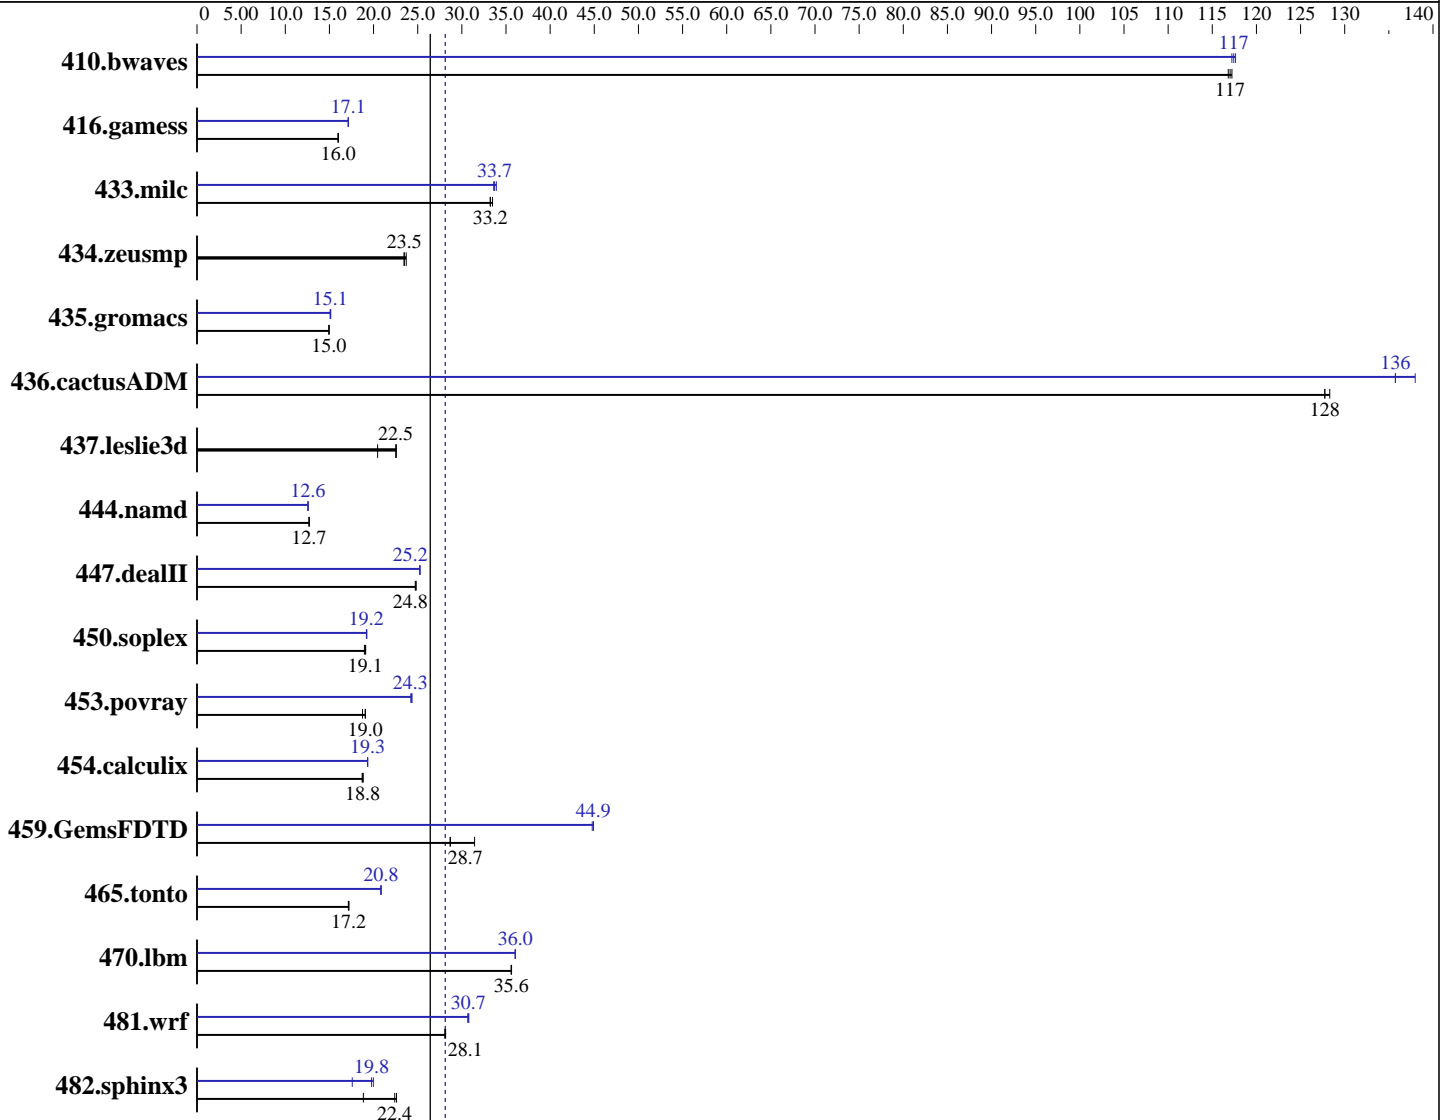 0 5.00 10.0 15.0 20.0 25.0 30.0 35.0 40.0 45.0 50.0 55.0 60.0 65.0 70.0 75.0 80.0 85.0 90.0 95.0 100 105 110 115 120 125 130 140
117
410.bwaves
117
17.1
416.gamess
16.0
33.7
433.milc
33.2
23.5
434.zeusmp
15.1
435.gromacs
15.0
136
436.cactusADM
128
22.5
437.leslie3d
12.6
444.namd
12.7
25.2
447.dealII
24.8
19.2
450.soplex
19.1
24.3
453.povray
19.0
19.3
454.calculix
18.8
44.9
459.GemsFDTD
28.7
20.8
465.tonto
17.2
36.0
470.lbm
35.6
30.7
481.wrf
28.1
19.8
482.sphinx3
22.4